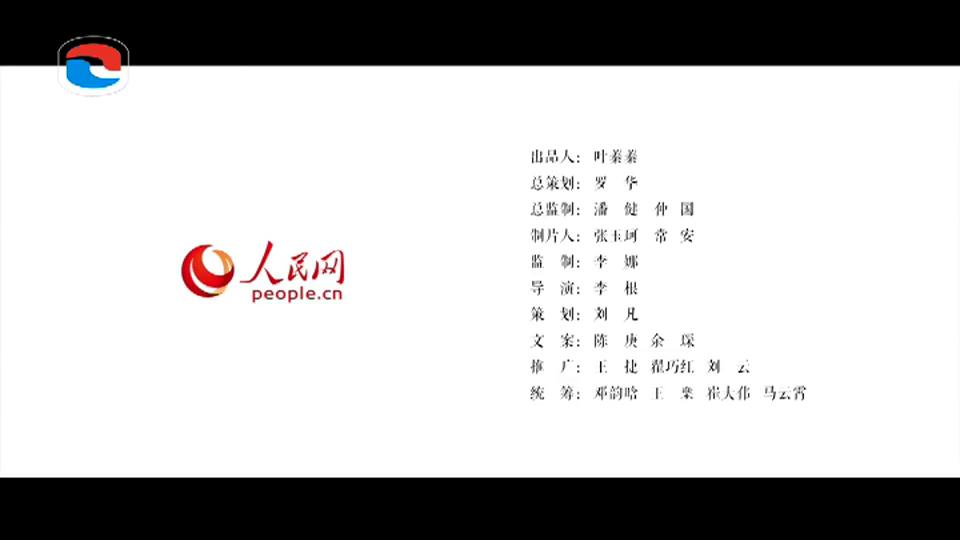 人民网
people.cn
出品人: 叶蓁蓁
总策划: 罗 华
总监制: 潘 健 仲 国
制片人: 张玉珂 常 安
监 制: 李 娜
导 演: 李 根
策 划: 刘 凡
文 案: 陈 庚 余 琛
推 广: 王 捷 翟巧红 刘 云
统 筹: 邓韵晗 王 栾 崔大伟 马云霄